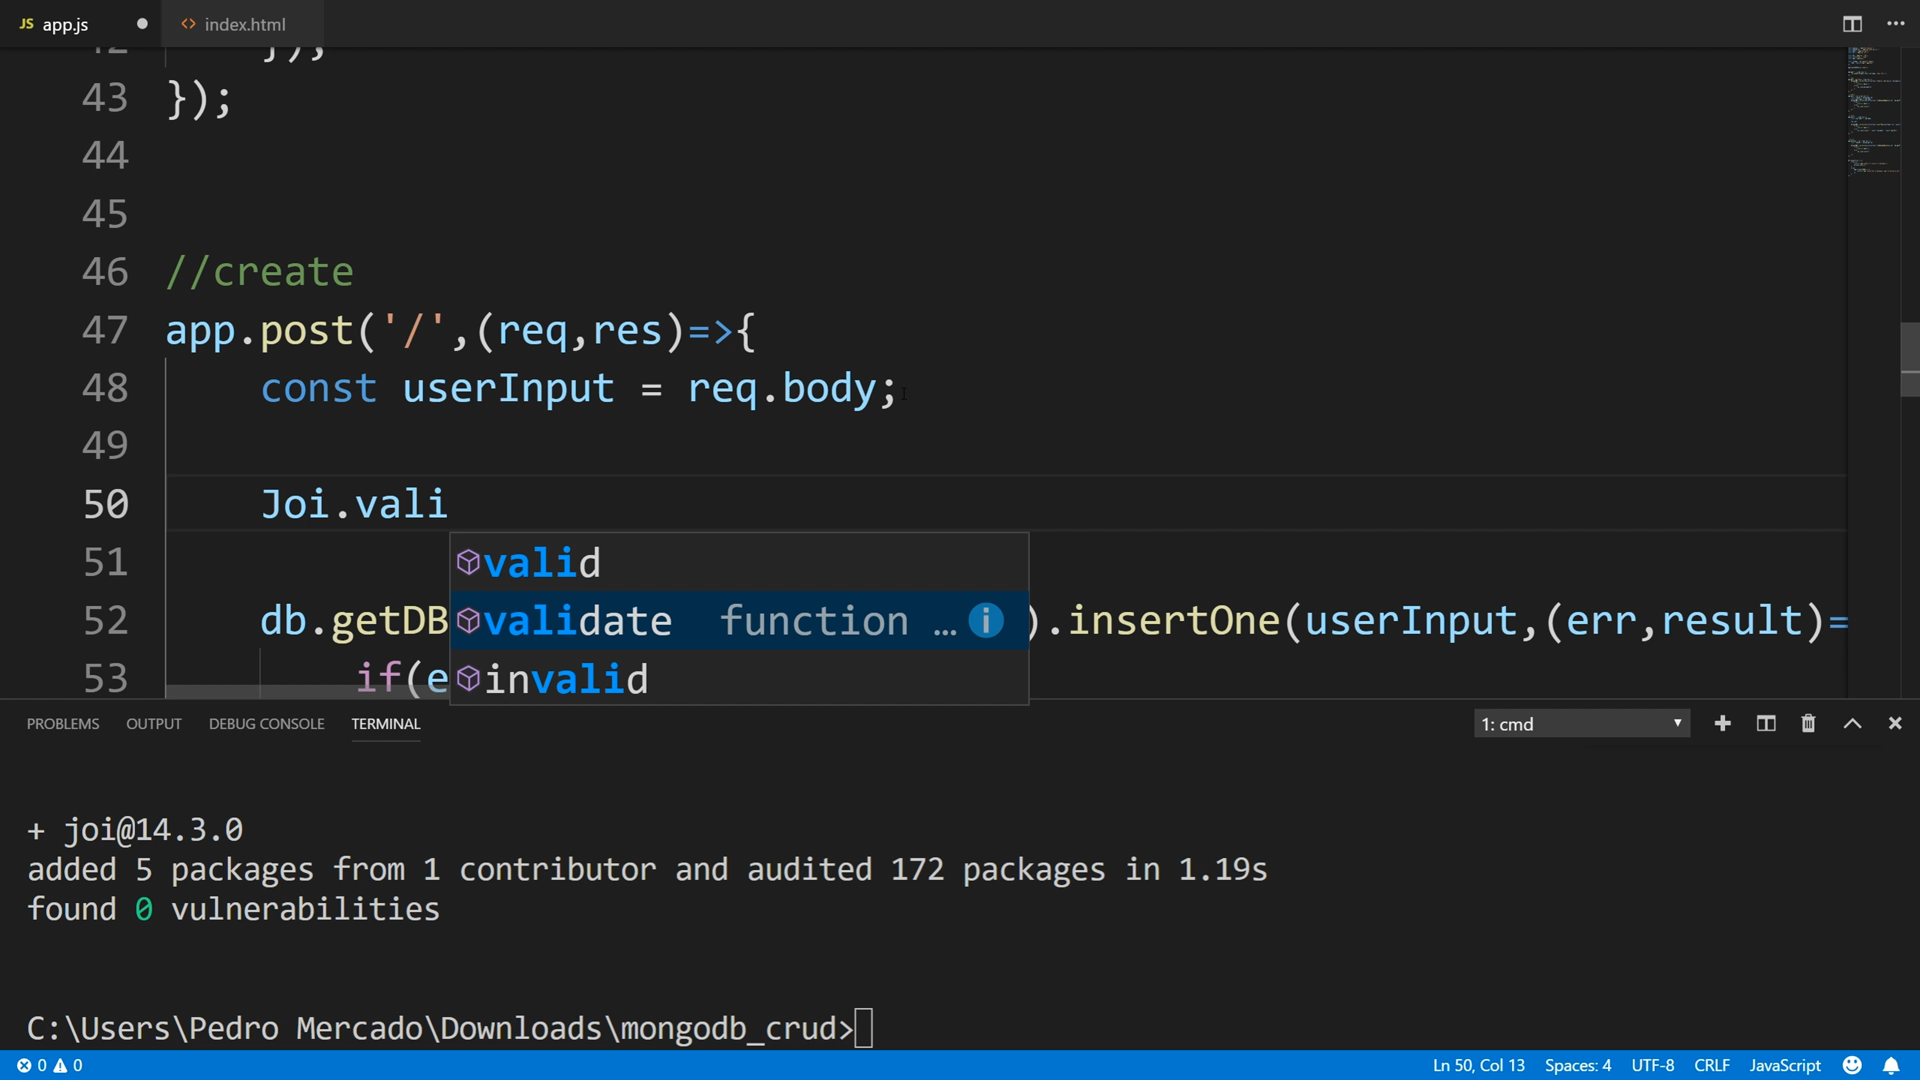 JS app.js
<> index.html
42 });
43 });
44
45
46 //create
47 app.post('/',(req,res)=>{
48 const userInput = req.body;
49
50 Joi.vali
valid
51
52 db.getDB
validate function …
).insertOne(userInput,(err,result)=
53 if(e
invalid
PROBLEMS OUTPUT DEBUG CONSOLE TERMINAL
1: cmd
+ joi@14.3.0
added 5 packages from 1 contributor and audited 172 packages in 1.19s
found 0 vulnerabilities
C:\Users\Pedro Mercado\Downloads\mongodb_crud>
0 0
Ln 50, Col 13 Spaces: 4 UTF-8 CRLF JavaScript